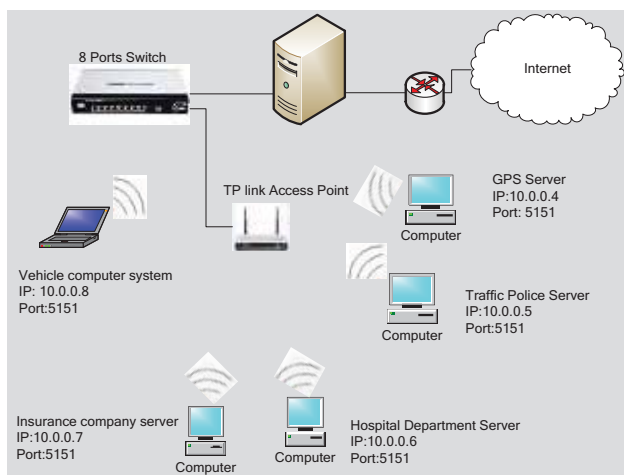 8 Ports Switch
Internet
TP link Access Point
GPS Server
IP:10.0.0.4
Port: 5151
Computer
Vehicle computer system
IP: 10.0.0.8
Port:5151
Traffic Police Server
IP:10.0.0.5
Port:5151
Computer
Insurance company server
IP:10.0.0.7
Port:5151
Computer
Hospital Department Server
IP:10.0.0.6
Port:5151
Computer